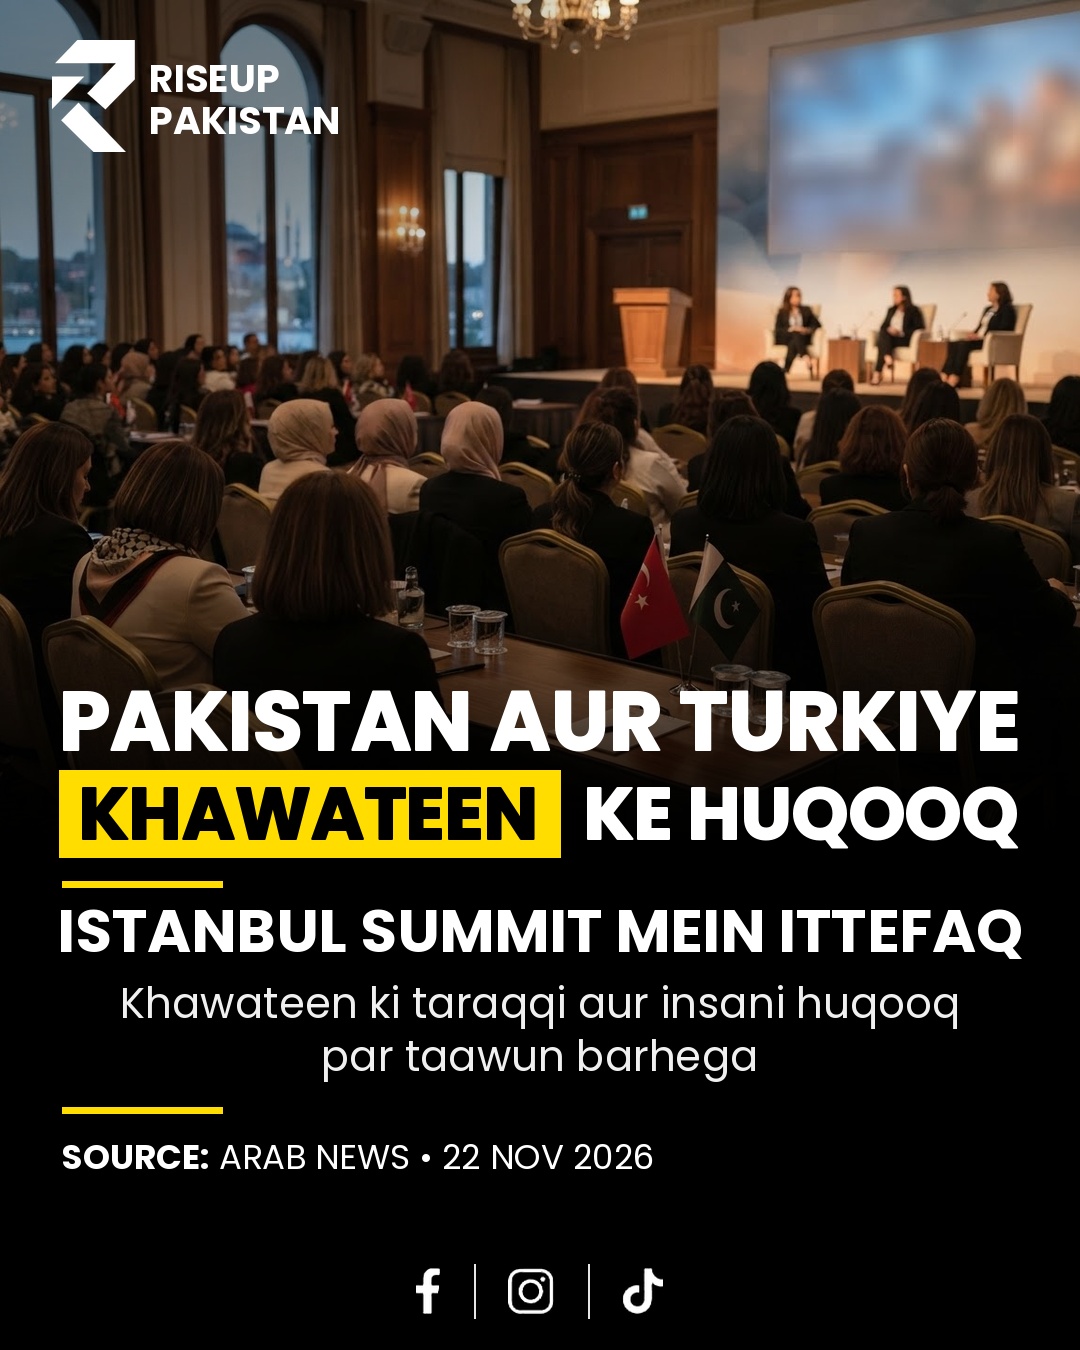 RISEUP
PAKISTAN
PAKISTAN AUR TURKIYE
KHAWATEEN KE HUQOOQ
ISTANBUL SUMMIT MEIN ITTEFAQ
Khawateen ki taraqqi aur insani huqooq
par taawun barhega
SOURCE: ARAB NEWS • 22 NOV 2026